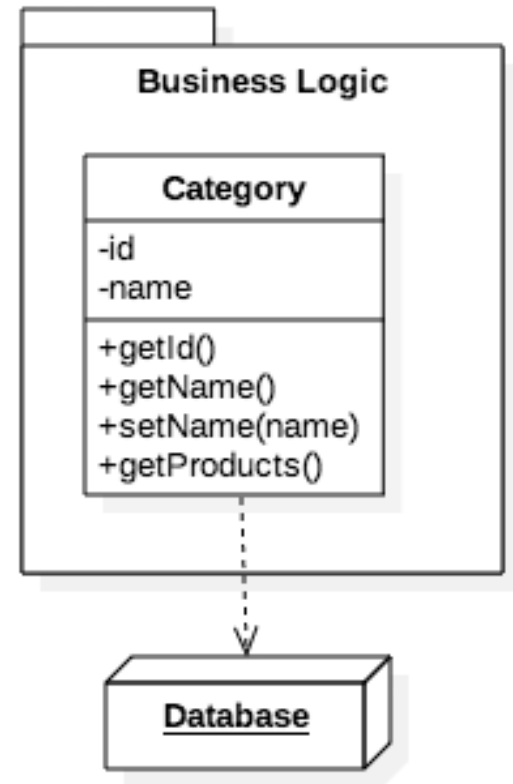 Business Logic
Category
-id
-name
+getId()
+getName()
+setName(name)
+getProducts()
Database